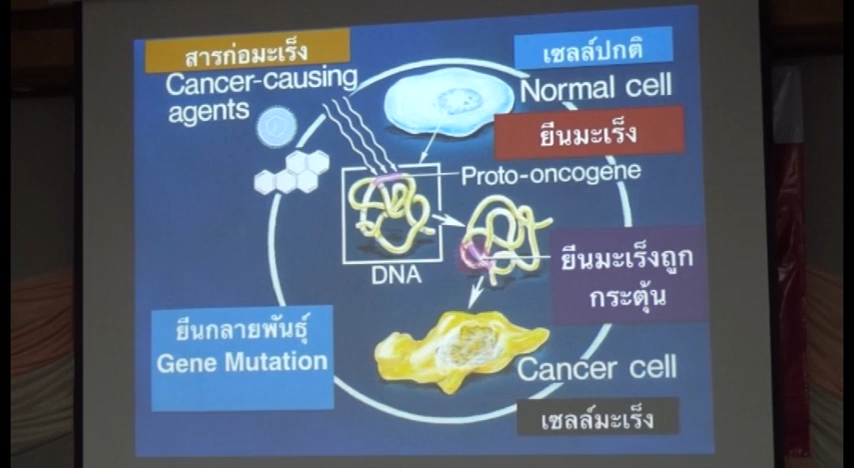 สารก่อมะเร็ง
Cancer-causing
agents
เซลล์ปกติ
Normal cell
ยีนมะเร็ง
Proto-oncogene
DNA
ยีนมะเร็งถูก
กระตุ้น
ยีนกลายพันธุ์
Gene Mutation
Cancer cell
เซลล์มะเร็ง